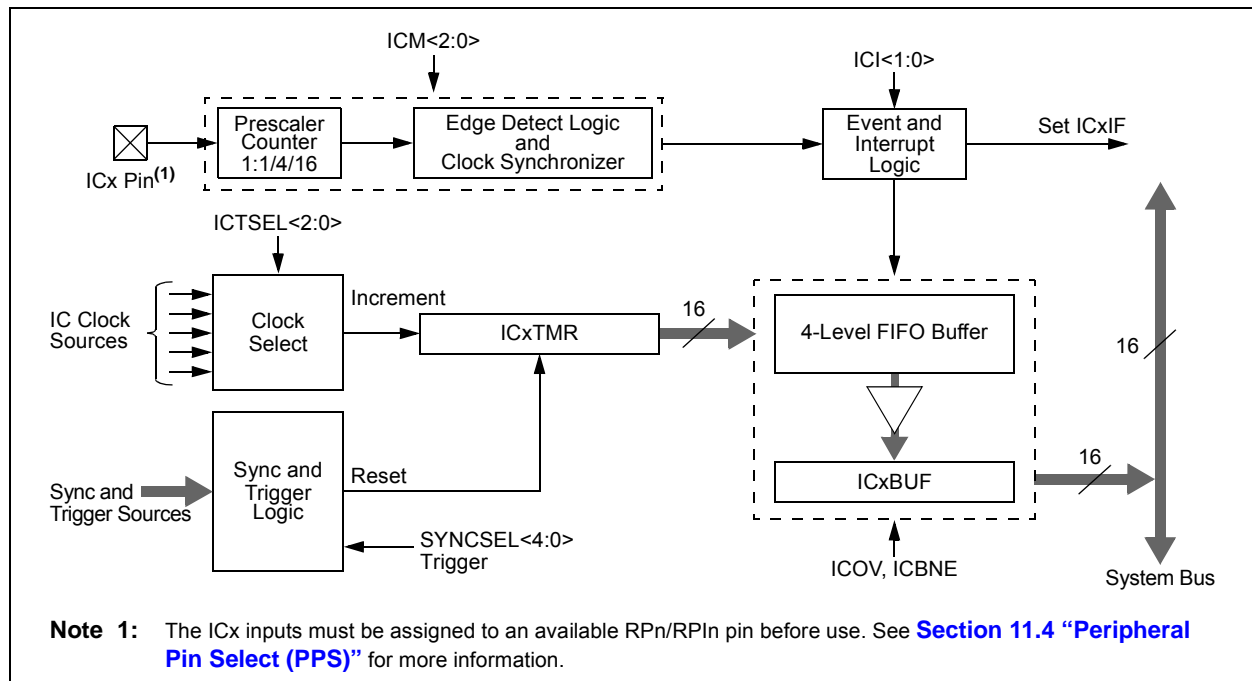 ICM<2:0>
ICI<1:0>
Prescaler
Counter
1:1/4/16
Edge Detect Logic
and
Clock Synchronizer
Event and
Interrupt
Logic
Set ICxIF
ICx Pin(1)
ICTSEL<2:0>
IC Clock
Sources
Clock
Select
Increment
ICxTMR
16
4-Level FIFO Buffer
16
Sync and
Trigger Sources
Sync and
Trigger
Logic
Reset
SYNCSEL<4:0>
Trigger
ICxBUF
16
ICOV, ICBNE
System Bus
Note 1: The ICx inputs must be assigned to an available RPn/RPIn pin before use. See Section 11.4 “Peripheral
Pin Select (PPS)” for more information.